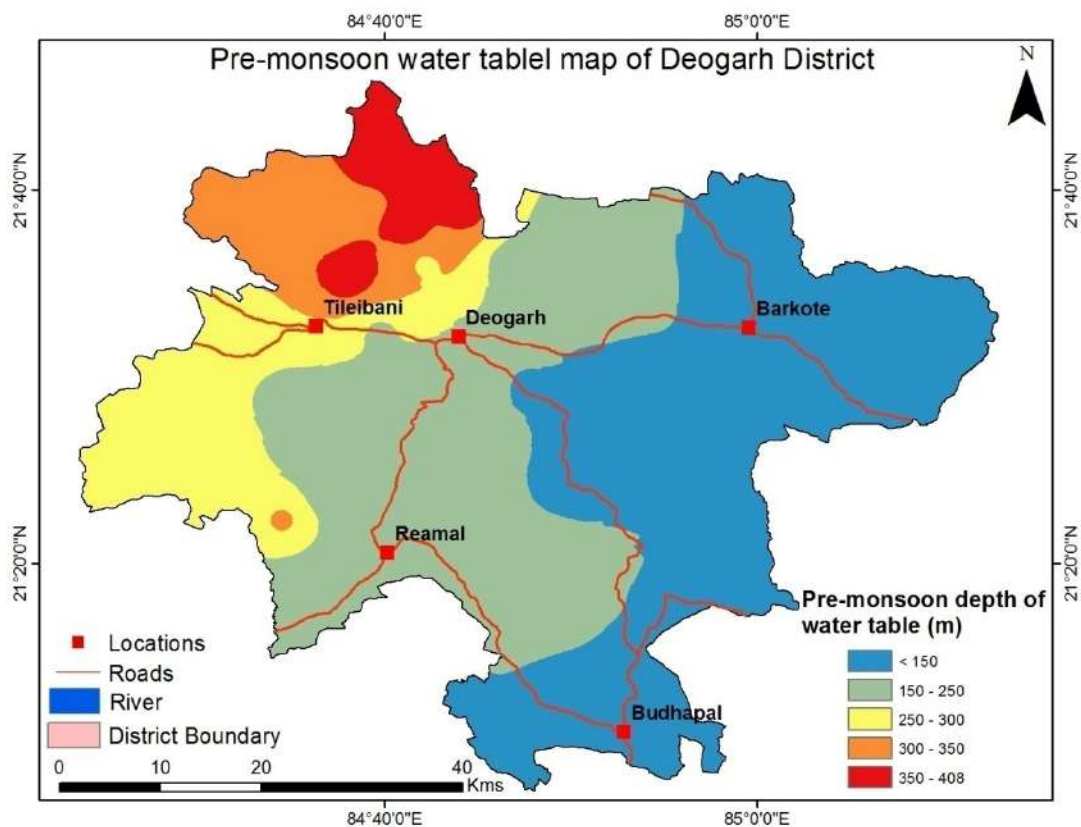 84°40'0"E
85°0'0"E
Pre-monsoon water tablel map of Deogarh District
N
21°40'0"N
21°40'0"N
Tileibani
Deogarh
Barkote
Reamal
21°20'0"N
21°20'0"N
Budhapal
Locations
Roads
River
District Boundary
0
10
20
40
Kms
Pre-monsoon depth of
water table (m)
< 150
150 - 250
250 - 300
300 - 350
350 - 408
84°40'0"E
85°0'0"E